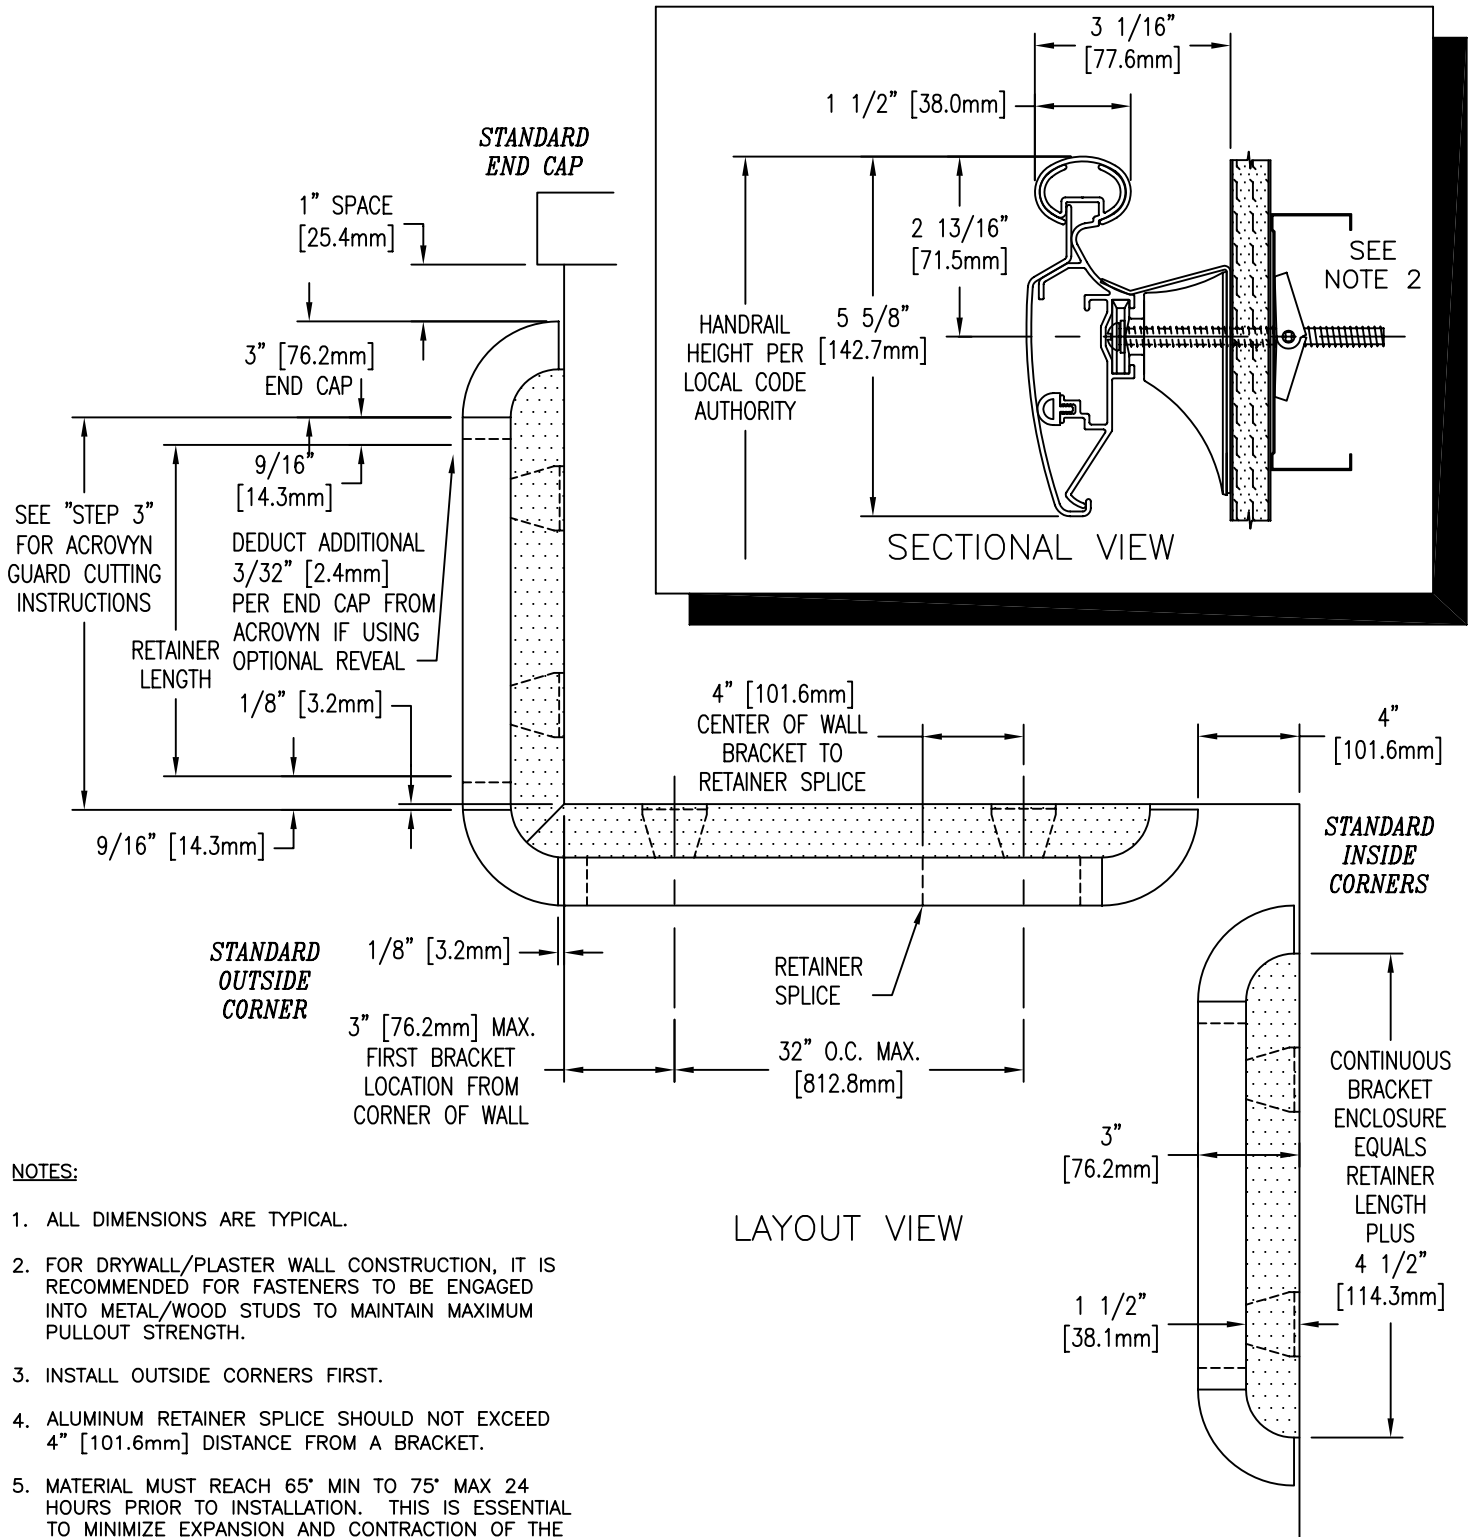 3 1/16”
[77.6mm]
1 1/2” [38.0mm]
2 13/16”
[71.5mm]
SEE
NOTE 2
HANDRAIL
HEIGHT PER
LOCAL CODE
AUTHORITY
5 5/8”
[142.7mm]
SECTIONAL VIEW
STANDARD
END CAP
1” SPACE
[25.4mm]
3” [76.2mm]
END CAP
9/16”
[14.3mm]
SEE ”STEP 3”
FOR ACROVYN
GUARD CUTTING
INSTRUCTIONS
DEDUCT ADDITIONAL
3/32” [2.4mm]
PER END CAP FROM
ACROVYN IF USING
OPTIONAL REVEAL
RETAINER
LENGTH
1/8” [3.2mm]
9/16” [14.3mm]
4” [101.6mm]
CENTER OF WALL
BRACKET TO
RETAINER SPLICE
4”
[101.6mm]
STANDARD
INSIDE
CORNERS
STANDARD
OUTSIDE
CORNER
1/8” [3.2mm]
RETAINER
SPLICE
3” [76.2mm] MAX.
FIRST BRACKET
LOCATION FROM
CORNER OF WALL
32” O.C. MAX.
[812.8mm]
CONTINUOUS
BRACKET
ENCLOSURE
EQUALS
RETAINER
LENGTH
PLUS
4 1/2”
[114.3mm]
3”
[76.2mm]
1 1/2”
[38.1mm]
LAYOUT VIEW
NOTES:
1. ALL DIMENSIONS ARE TYPICAL.
2. FOR DRYWALL/PLASTER WALL CONSTRUCTION, IT IS
RECOMMENDED FOR FASTENERS TO BE ENGAGED
INTO METAL/WOOD STUDS TO MAINTAIN MAXIMUM
PULLOUT STRENGTH.
3. INSTALL OUTSIDE CORNERS FIRST.
4. ALUMINUM RETAINER SPLICE SHOULD NOT EXCEED
4” [101.6mm] DISTANCE FROM A BRACKET.
5. MATERIAL MUST REACH 65° MIN TO 75° MAX 24
HOURS PRIOR TO INSTALLATION. THIS IS ESSENTIAL
TO MINIMIZE EXPANSION AND CONTRACTION OF THE